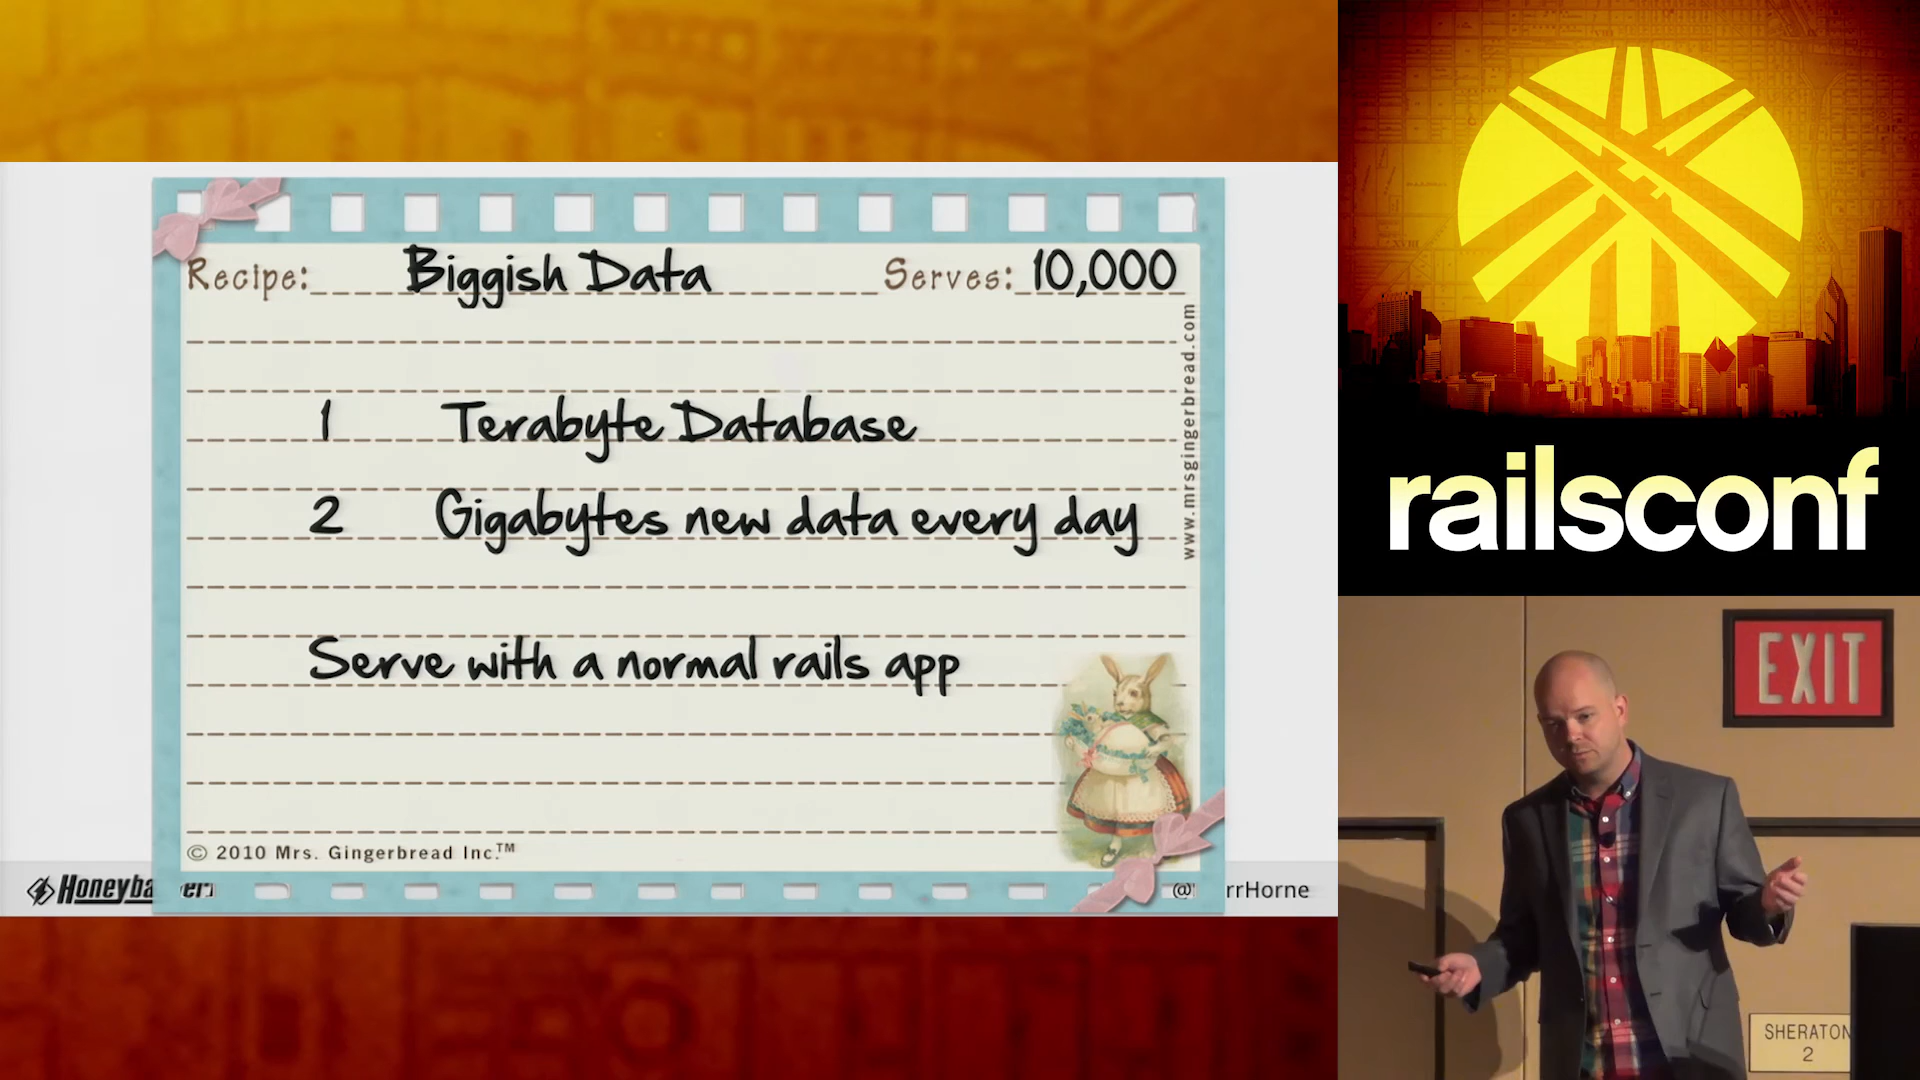 Recipe: Biggish Data Serves: 10,000
1 Terabyte Database
2 Gigabytes new data every day
Serve with a normal rails app
www.mrsgingerbread.com
© 2010 Mrs. Gingerbread Inc.™
railsconf
EXIT
SHERATON
2